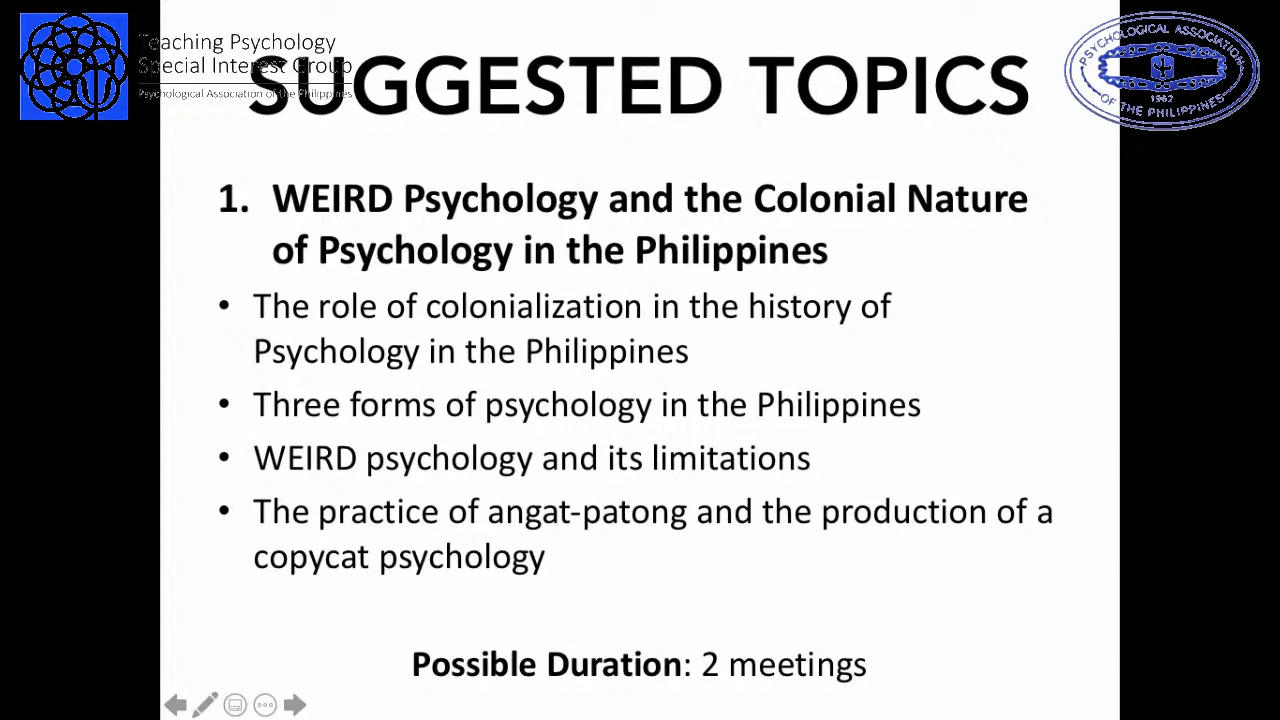 Teaching Psychology
Special Interest Group
Psychological Association of the Philippines
SUGGESTED TOPICS
PSYCHOLOGICAL ASSOCIATION
1962
OF THE PHILIPPINES
1. WEIRD Psychology and the Colonial Nature
of Psychology in the Philippines
• The role of colonialization in the history of
Psychology in the Philippines
• Three forms of psychology in the Philippines
• WEIRD psychology and its limitations
• The practice of angat-patong and the production of a
copycat psychology
Possible Duration: 2 meetings